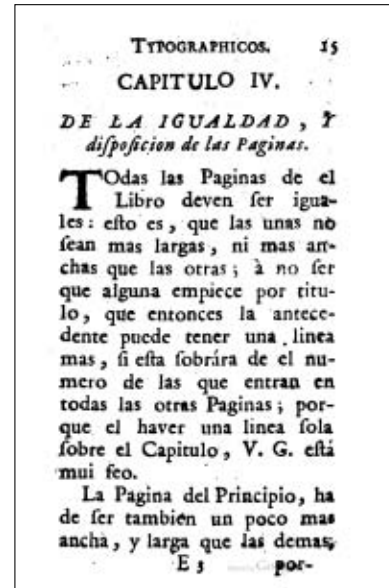 TYPOGRAPHICOS. 15
CAPITULO IV.
DE LA IGUALDAD, Y
diſpoſicion de las Paginas.
TOdas las Paginas de el
Libro deven ſer igua-
les: eſto es, que las unas no
ſean mas largas, ni mas an-
chas que las otras; à no ſer
que alguna empiece por titu-
lo, que entonces la antece-
dente puede tener una linea
mas, ſi eſta ſobrára de el nu-
mero de las que entran en
todas las otras Paginas; por-
que el haver una linea ſola
ſobre el Capitulo, V. G. eſtá
mui feo.
La Pagina del Principio, ha
de ſer también un poco mas
ancha, y larga que las demas,
E 3 por-